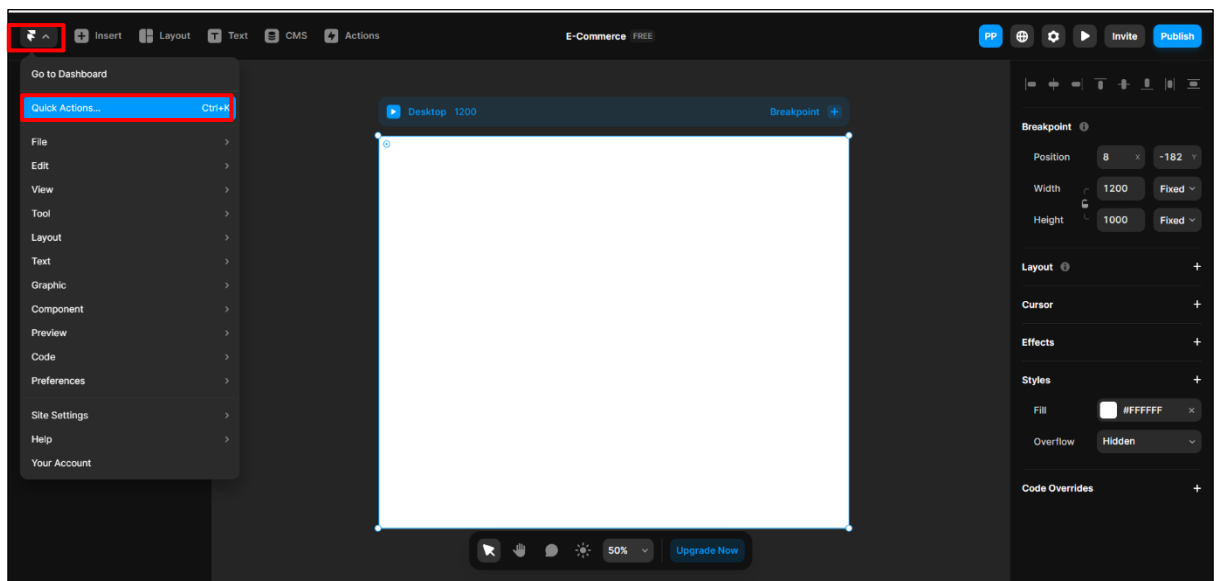 Insert Layout Text CMS Actions E-Commerce FREE PP Invite Publish
Go to Dashboard
Quick Actions... Ctrl+K
File
Edit
View
Tool
Layout
Text
Graphic
Component
Preview
Code
Preferences
Site Settings
Help
Your Account
Desktop 1200 Breakpoint +
50% Upgrade Now
Breakpoint
Position 8 X -182 Y
Width 1200 Fixed
Height 1000 Fixed
Layout +
Cursor +
Effects +
Styles +
Fill #FFFFFF ×
Overflow Hidden
Code Overrides +